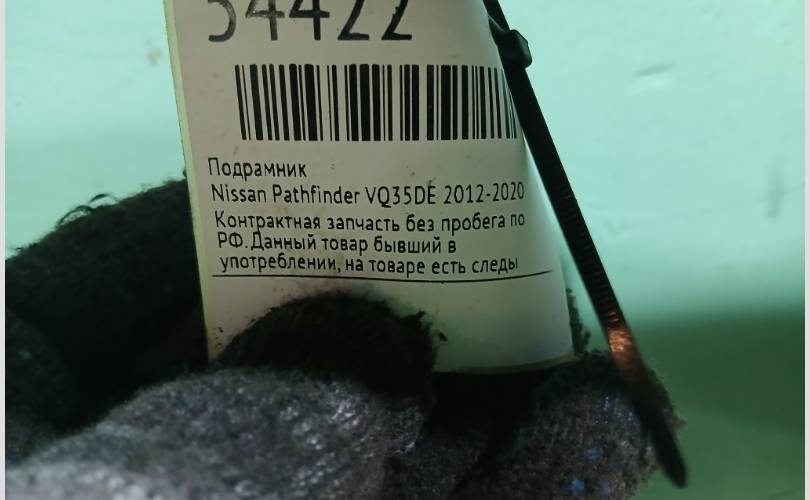 34422
Подрамник
Nissan Pathfinder VQ35DE 2012-2020
Контрактная запчасть без пробега по
РФ. Данный товар бывший в
употреблении, на товаре есть следы